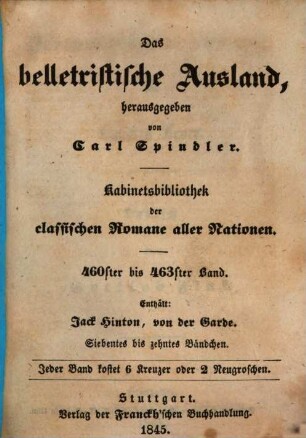 Das
belletristische Ausland,
herausgegeben
von
Carl Spindler.
Kabinetsbibliothek
der
classischen Romane aller Nationen.
460ster bis 463ster Band.
Enthält:
Jack Hinton, von der Garde.
Siebentes bis zehntes Bändchen.
Jeder Band kostet 6 Kreuzer oder 2 Neugroschen.
Stuttgart.
Verlag der Franckh'schen Buchhandlung.
1845.